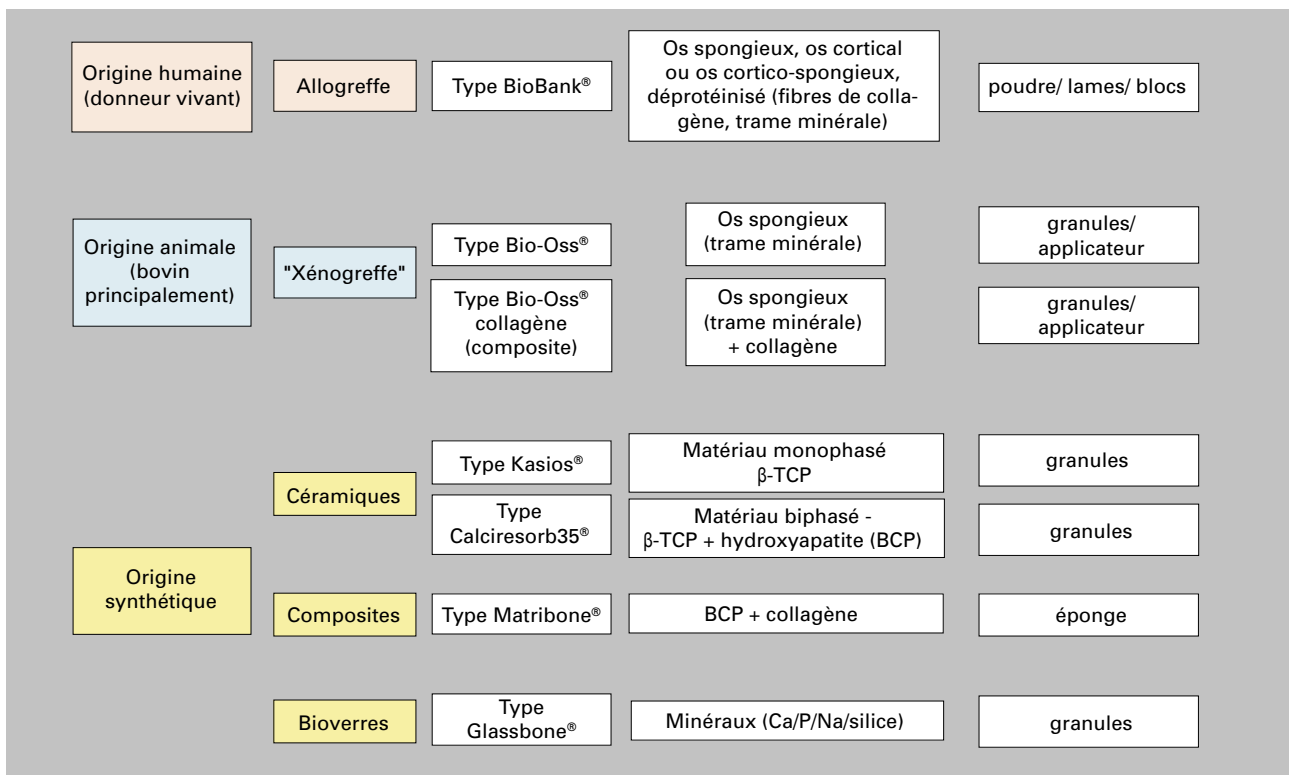 Origine humaine
(donneur vivant)
Allogreffe
Type BioBank®
Os spongieux, os cortical
ou os cortico-spongieux,
déprotéinisé (fibres de colla-
gène, trame minérale)
poudre/ lames/ blocs
Origine animale
(bovin
principalement)
"Xénogreffe"
Type Bio-Oss®
Os spongieux
(trame minérale)
granules/
applicateur
Type Bio-Oss®
collagène
(composite)
Os spongieux
(trame minérale)
+ collagène
granules/
applicateur
Origine
synthétique
Céramiques
Type Kasios®
Matériau monophasé
β-TCP
granules
Type
Calciresorb35®
Matériau biphasé -
β-TCP + hydroxyapatite (BCP)
granules
Composites
Type Matribone®
BCP + collagène
éponge
Bioverres
Type
Glassbone®
Minéraux (Ca/P/Na/silice)
granules